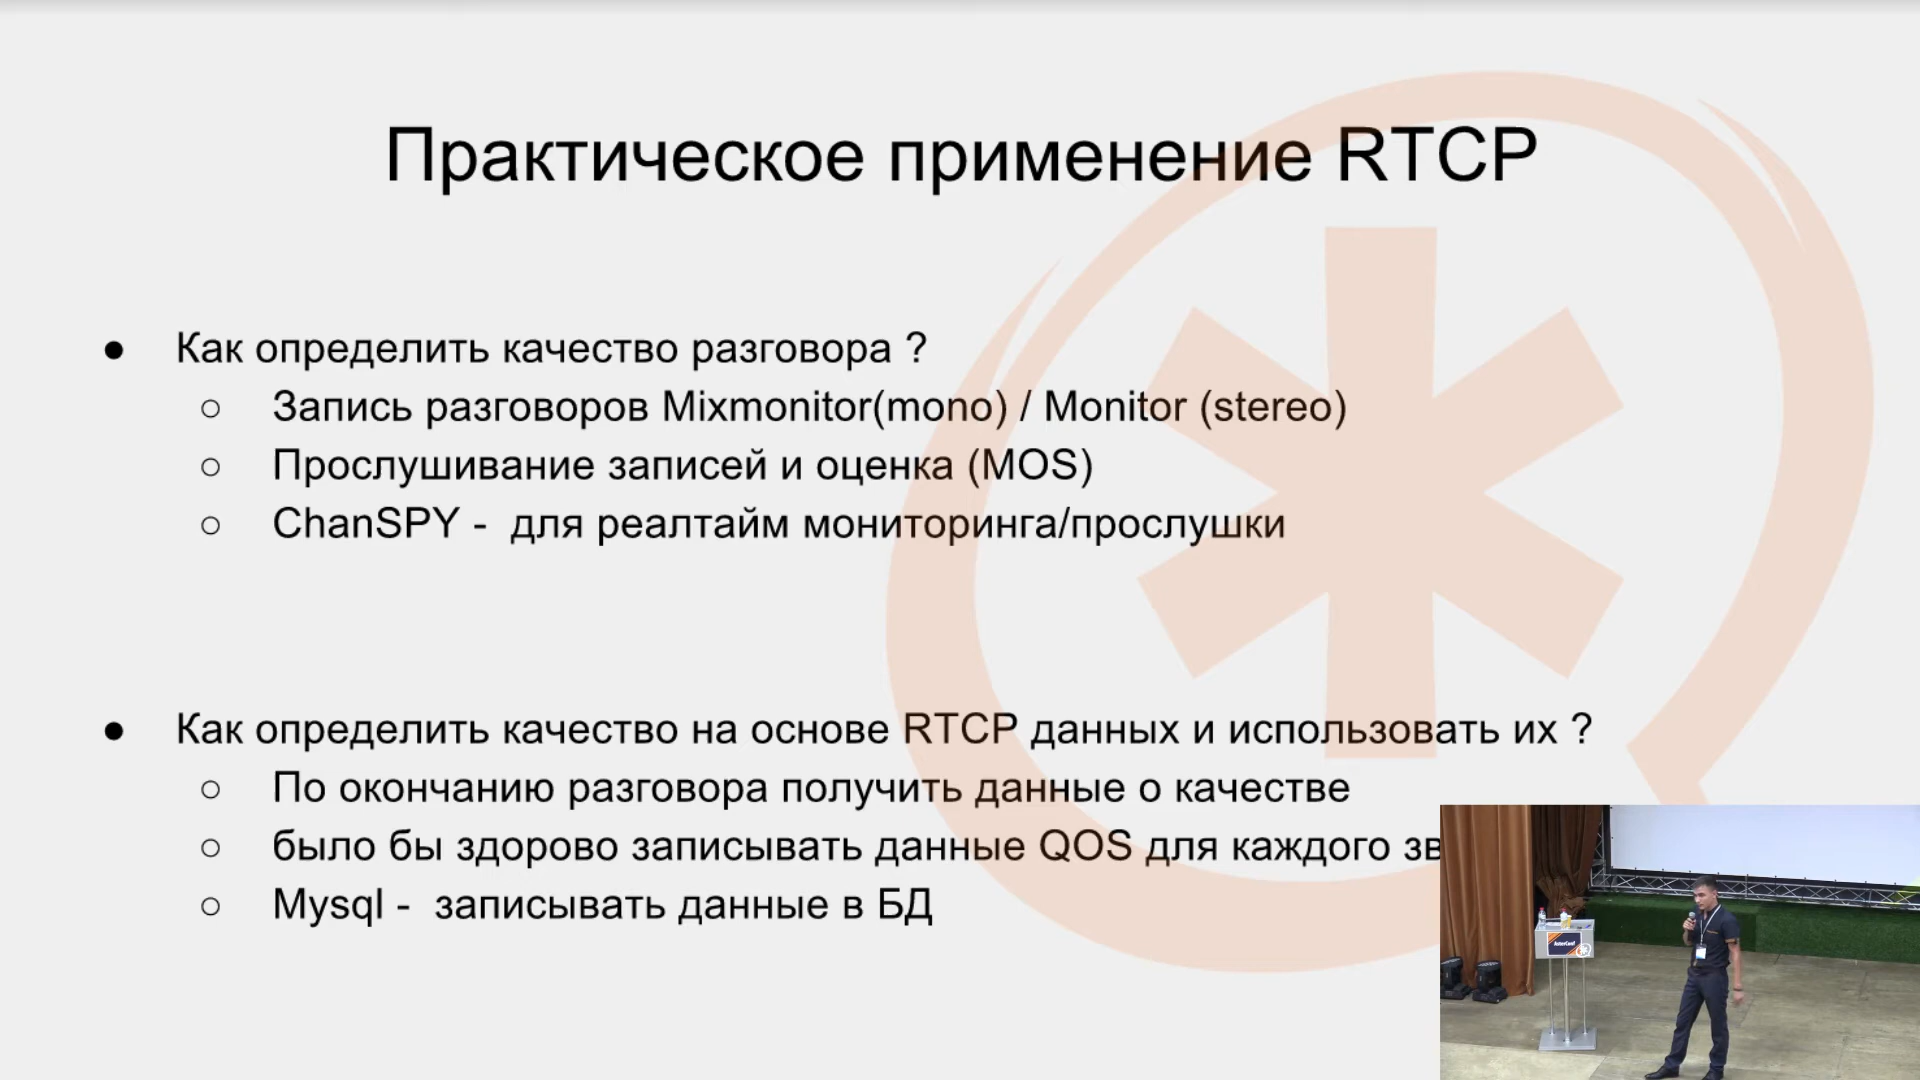 Практическое применение RTCP
● Как определить качество разговора ?
○ Запись разговоров Mixmonitor(mono) / Monitor (stereo)
○ Прослушивание записей и оценка (MOS)
○ ChanSPY - для реалтайм мониторинга/прослушки
● Как определить качество на основе RTCP данных и использовать их ?
○ По окончанию разговора получить данные о качестве
○ было бы здорово записывать данные QOS для каждого зв
○ Mysql - записывать данные в БД
AsterConf